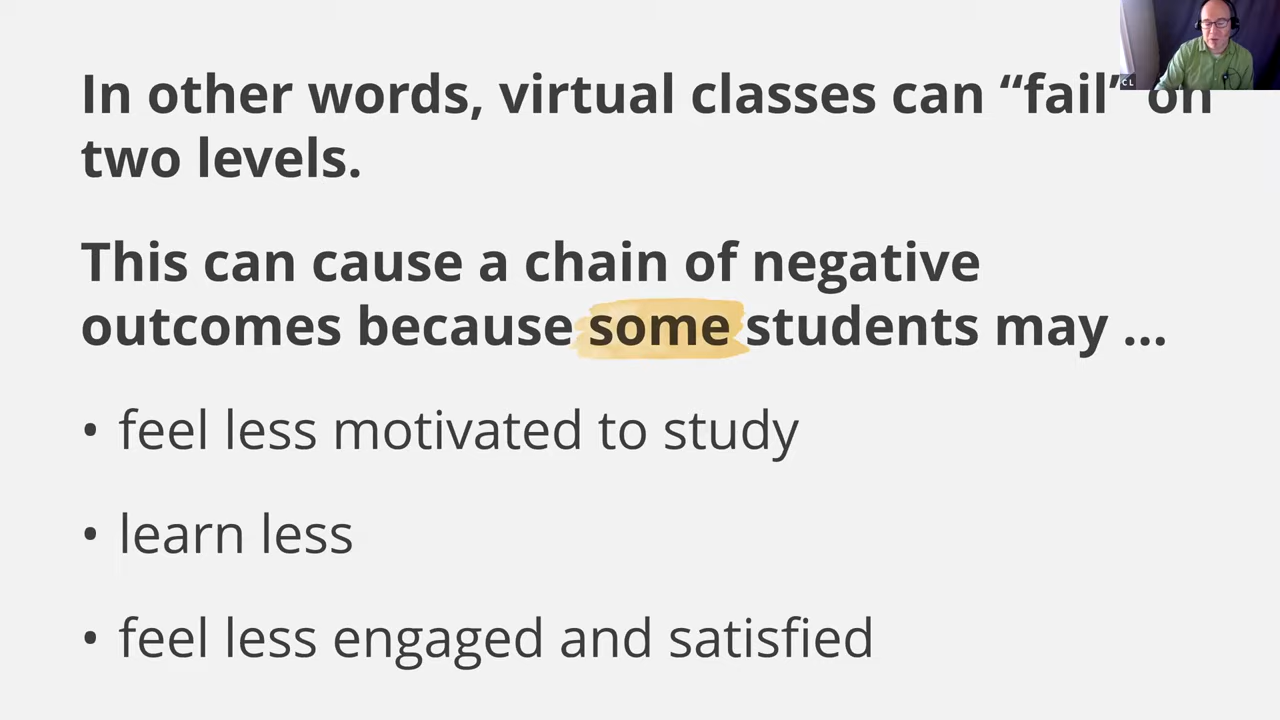 In other words, virtual classes can “fail” on
two levels.
This can cause a chain of negative
outcomes because some students may ...
• feel less motivated to study
• learn less
• feel less engaged and satisfied
CL